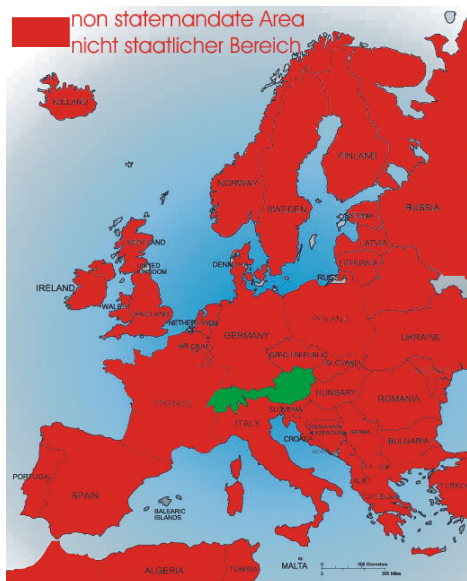 non statemandate Area
nicht staatlicher Bereich
ICELAND
FINLAND
NORWAY
SWEDEN
RUSSIA
ESTONIA
LATVIA
SCOTLAND
LITHUANIA
DENMARK
UNITED
KINGDOM
RUSSIA
IRELAND
WALES
ENGLAND
NETHERLANDS
POLAND
GERMANY
BELGIUM
UKRAINE
CZECH REPUBLIC
SLOVAKIA
FRANCE
HUNGARY
ROMANIA
SLOVENIA
ITALY
CROATIA
SERBIA
BULGARIA
PORTUGAL
SPAIN
TURKEY
BALEARIC
ISLANDS
ALGERIA
TUNISIA
MALTA